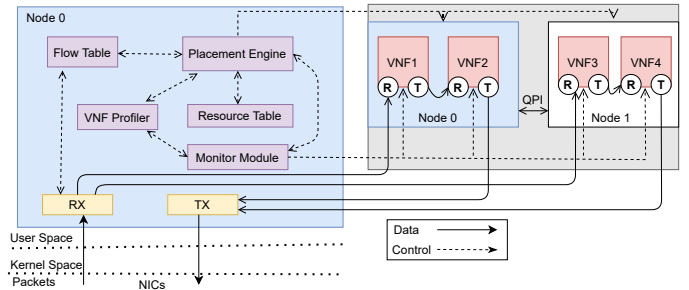 Node 0
Flow Table
Placement Engine
VNF Profiler
Resource Table
Monitor Module
RX
TX
VNF1
VNF2
VNF3
VNF4
R
T
R
T
R
T
R
T
QPI
Node 0
Node 1
User Space
Kernel Space
Packets
NICs
Data
Control